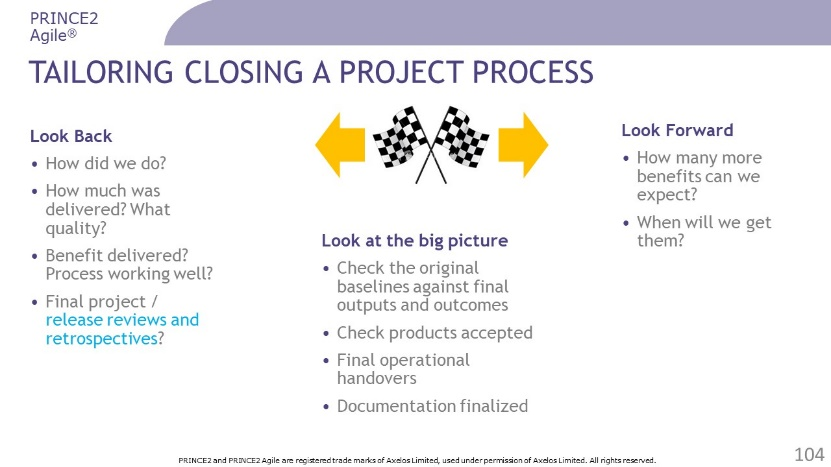 PRINCE2
Agile®
TAILORING CLOSING A PROJECT PROCESS
Look Back
• How did we do?
• How much was
delivered? What
quality?
• Benefit delivered?
Process working well?
• Final project /
release reviews and
retrospectives?
Look at the big picture
• Check the original
baselines against final
outputs and outcomes
• Check products accepted
• Final operational
handovers
• Documentation finalized
Look Forward
• How many more
benefits can we
expect?
• When will we get
them?
PRINCE2 and PRINCE2 Agile are registered trade marks of Axelos Limited, used under permission of Axelos Limited. All rights reserved.
104